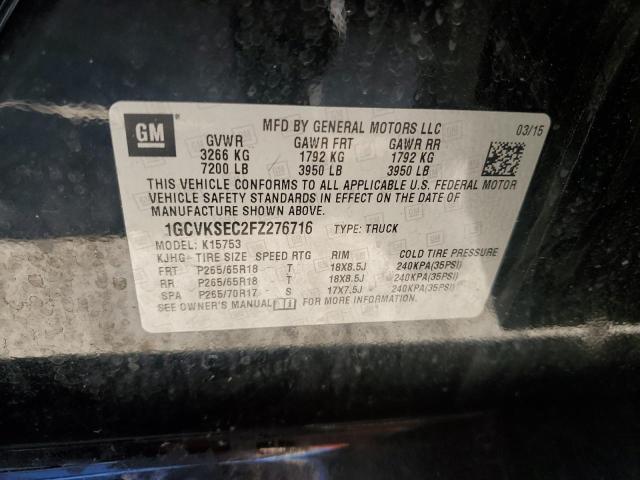 GM
MFD BY GENERAL MOTORS LLC 03/15
GVWR GAWR FRT GAWR RR
3266 KG 1792 KG 1792 KG
7200 LB 3950 LB 3950 LB
THIS VEHICLE CONFORMS TO ALL APPLICABLE U.S. FEDERAL MOTOR
VEHICLE SAFETY STANDARDS IN EFFECT ON THE DATE OF
MANUFACTURE SHOWN ABOVE.
1GCVKSEC2FZ276716 TYPE: TRUCK
MODEL: K15753
KJHG- TIRE SIZE SPEED RTG RIM COLD TIRE PRESSURE
FRT P265/65R18 T 18X8.5J 240KPA(35PSI)
RR P265/65R18 T 18X8.5J 240KPA(35PSI)
SPA P265/70R17 S 17X7.5J 240KPA(35PSI)
SEE OWNER'S MANUAL FOR MORE INFORMATION.